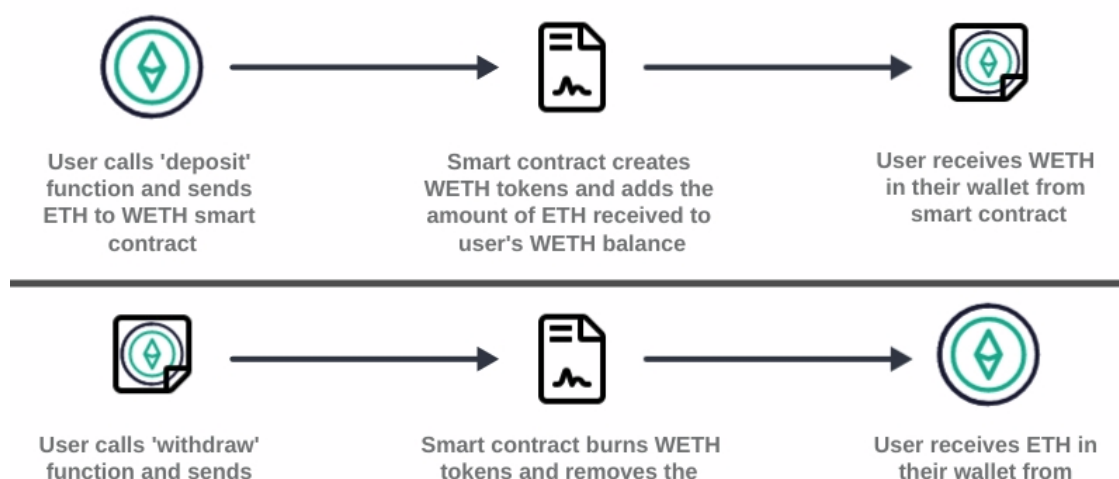 User calls 'deposit'
function and sends
ETH to WETH smart
contract
Smart contract creates
WETH tokens and adds the
amount of ETH received to
user's WETH balance
User receives WETH
in their wallet from
smart contract
User calls 'withdraw'
function and sends
Smart contract burns WETH
tokens and removes the
User receives ETH in
their wallet from